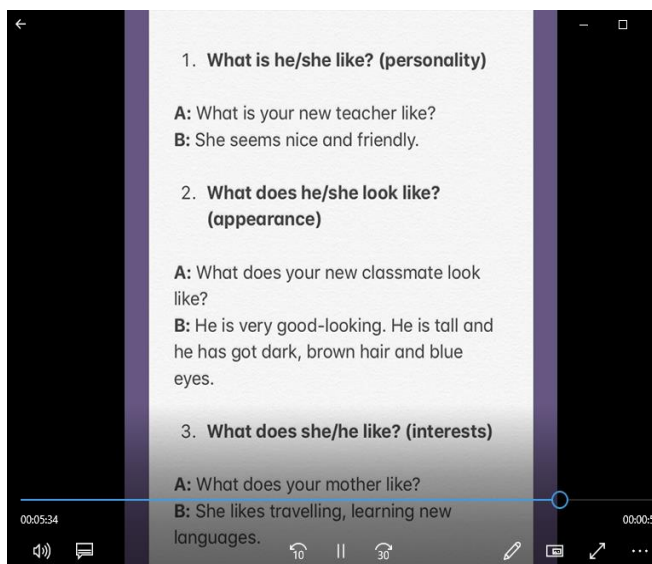 1. What is he/she like? (personality)
A: What is your new teacher like?
B: She seems nice and friendly.
2. What does he/she look like?
(appearance)
A: What does your new classmate look
like?
B: He is very good-looking. He is tall and
he has got dark, brown hair and blue
eyes.
3. What does she/he like? (interests)
A: What does your mother like?
B: She likes travelling, learning new
languages.
00:05:34
10
30